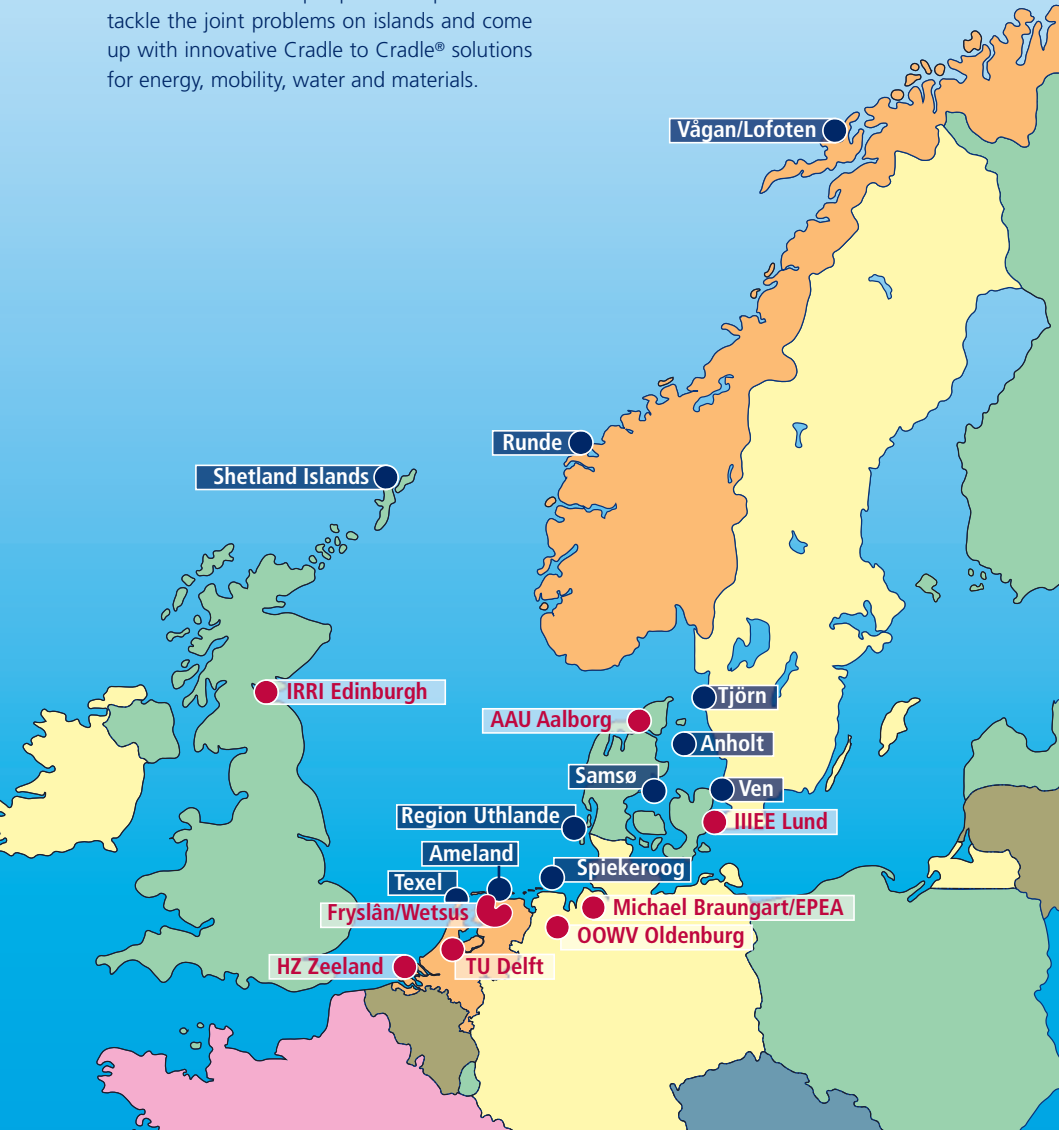 tackle the joint problems on islands and come
up with innovative Cradle to Cradle® solutions
for energy, mobility, water and materials.
Vågan/Lofoten
Runde
Shetland Islands
IRRI Edinburgh
Tjörn
AAU Aalborg
Anholt
Samsø
Ven
Region Uthlande
IIIEE Lund
Ameland
Spiekeroog
Texel
Michael Braungart/EPEA
Fryslân/Wetsus
OOWV Oldenburg
HZ Zeeland
TU Delft